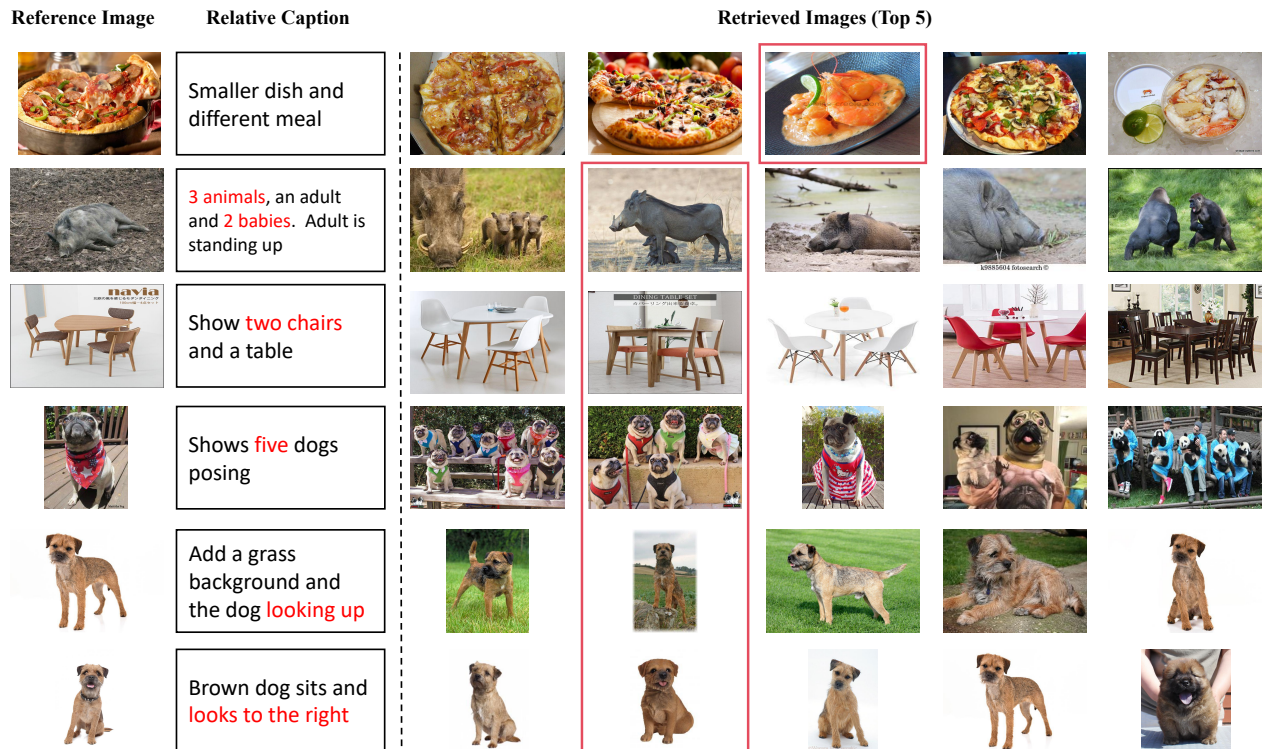 Reference Image
Relative Caption
Retrieved Images (Top 5)
Smaller dish and
different meal
3 animals, an adult
and 2 babies. Adult is
standing up
k9885604 fotosearch ©
navia
Show two chairs
and a table
DINING TABLE SET
Shows five dogs
posing
Add a grass
background and
the dog looking up
Brown dog sits and
looks to the right